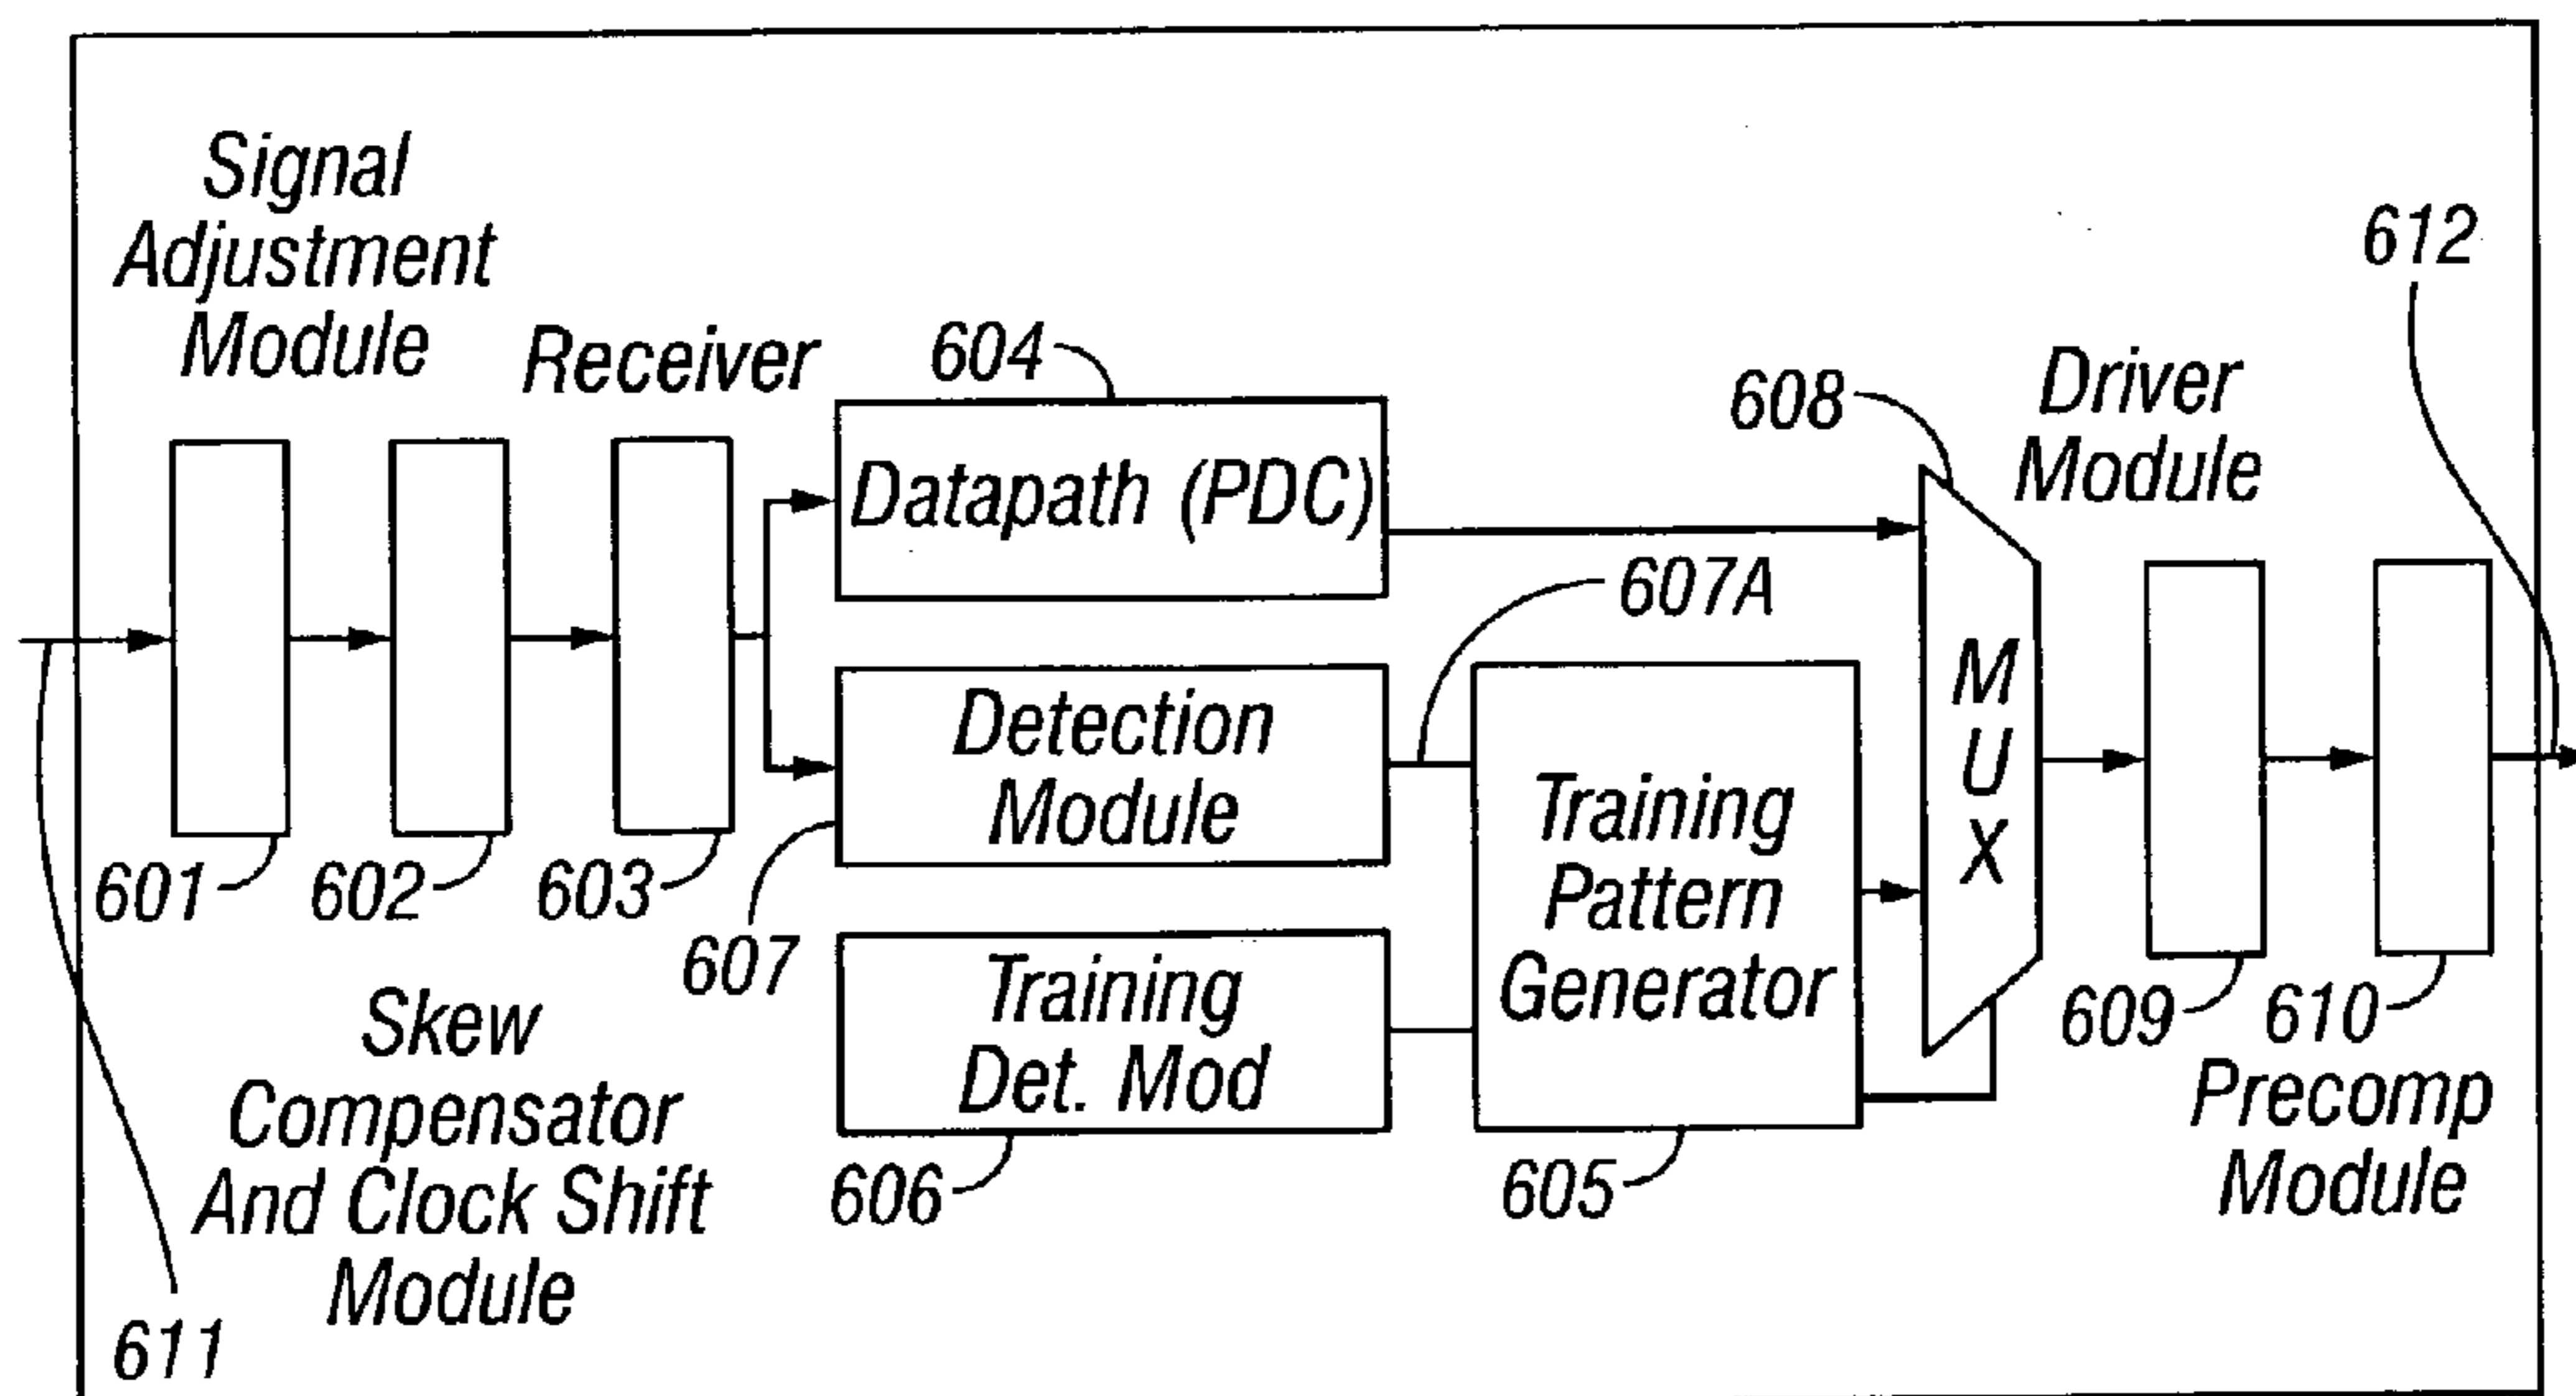 Signal
Adjustment
Module
Receiver
604
608
Driver
Module
612
Datapath (PDC)
607A
MUX
Detection
Module
Training
Pattern
Generator
601
602
603
607
Training
Det. Mod
609
610
Skew
Compensator
And Clock Shift
Module
Precomp
Module
606
605
611